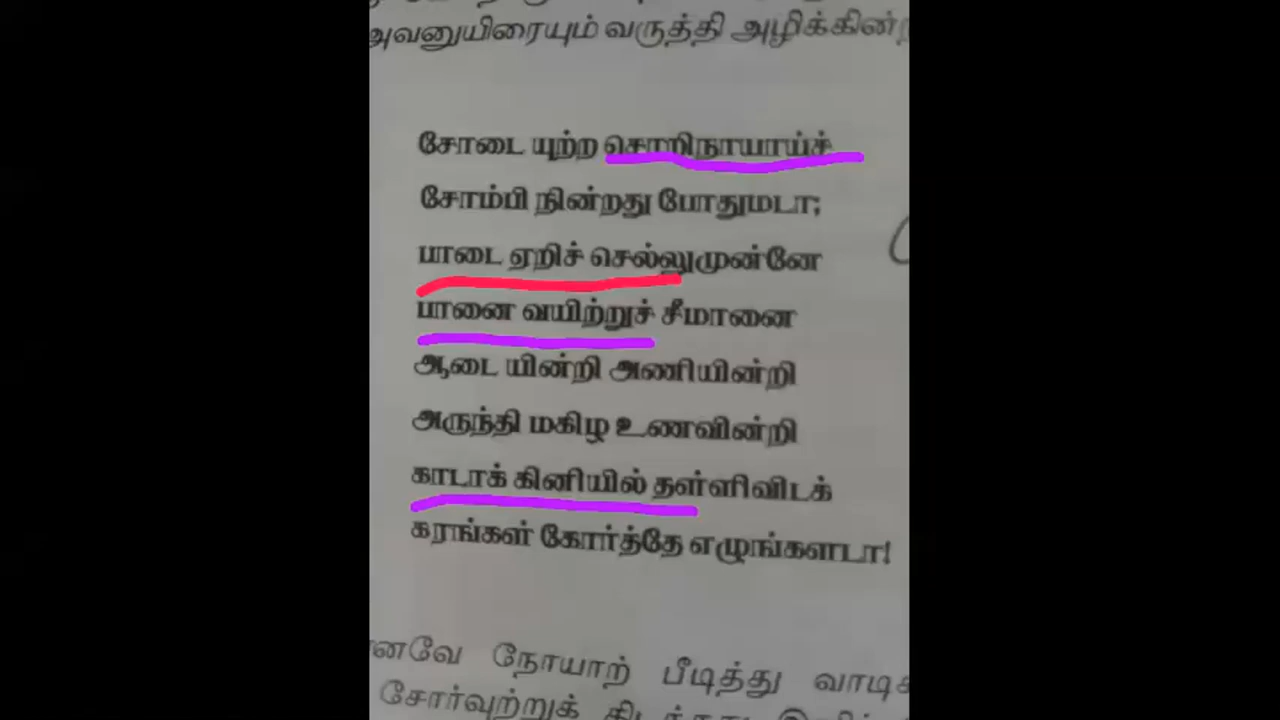 அவனுயிரையும் வருத்தி அழிக்கின்ற
சோடை யுற்ற சொறிநாயாய்ச்
சோம்பி நின்றது போதுமடா;
பாடை ஏறிச் செல்லுமுன்னே
பானை வயிற்றுச் சீமானை
ஆடை யின்றி அணியின்றி
அருந்தி மகிழ உணவின்றி
காடாக் கினியில் தள்ளிவிடக்
கரங்கள் கோர்த்தே எழுங்களடா!
னவே நோயாற் பீடித்து வாடிக
சோர்வுற்றுக்